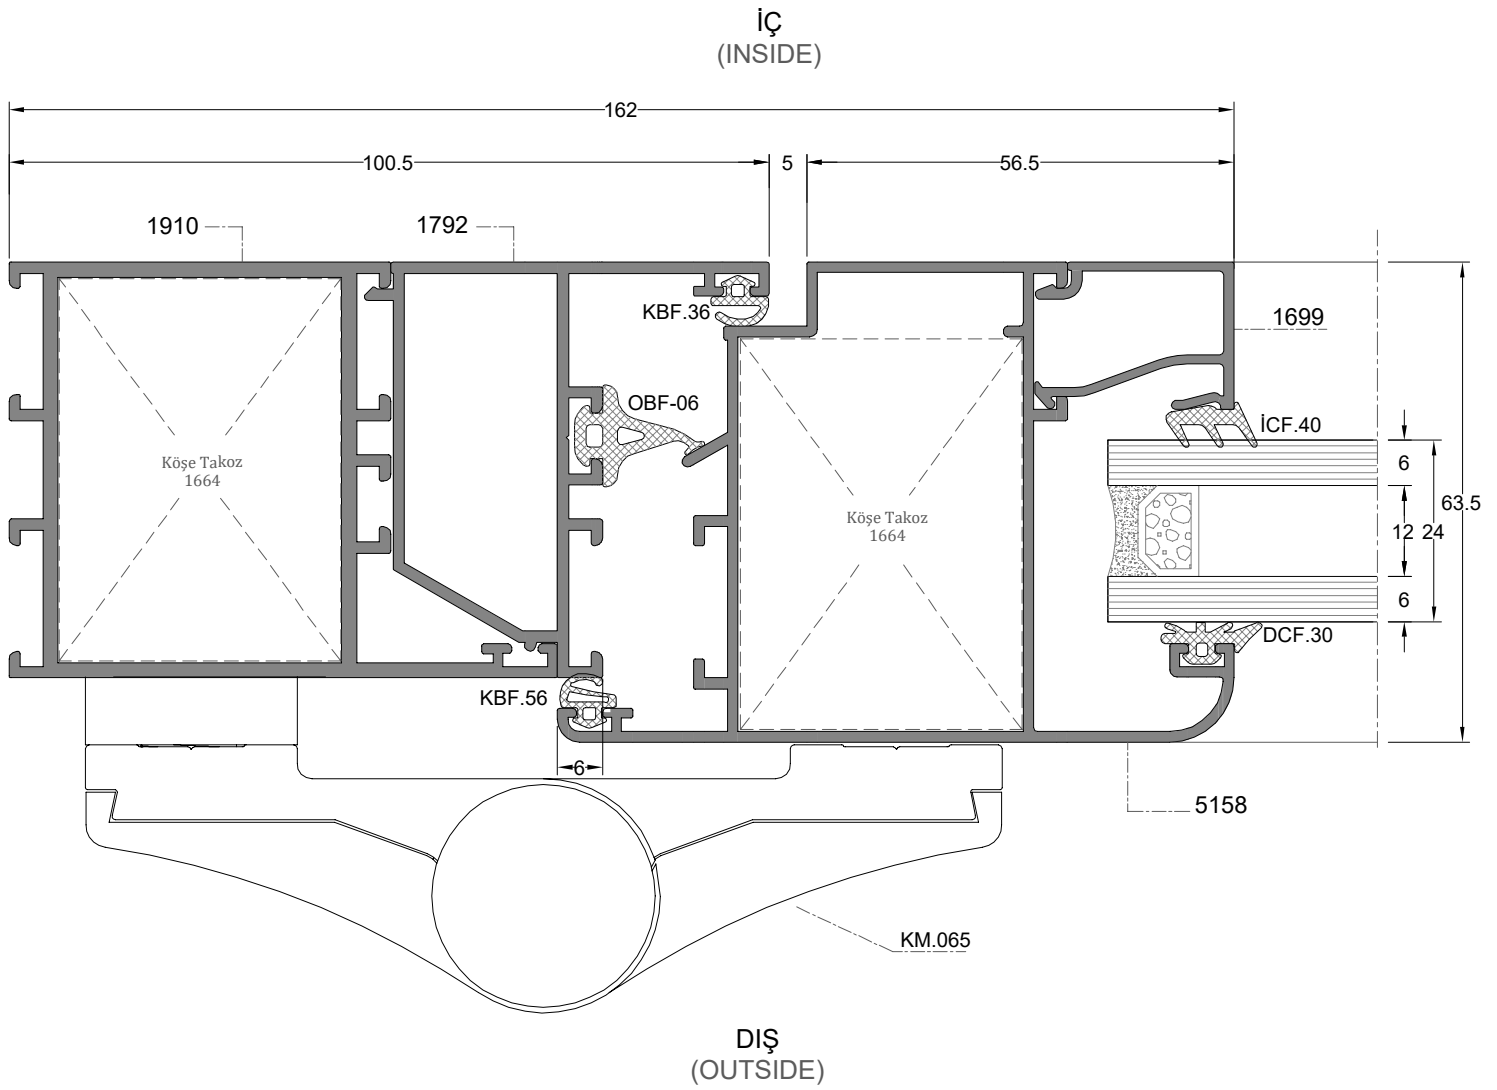 İÇ
(INSIDE)
162
100.5
5
56.5
1910
1792
KBF.36
1699
OBF-06
İCF.40
Köşe Takoz
1664
6
63.5
Köşe Takoz
1664
12
24
6
DCF.30
KBF.56
6
5158
KM.065
DIŞ
(OUTSIDE)